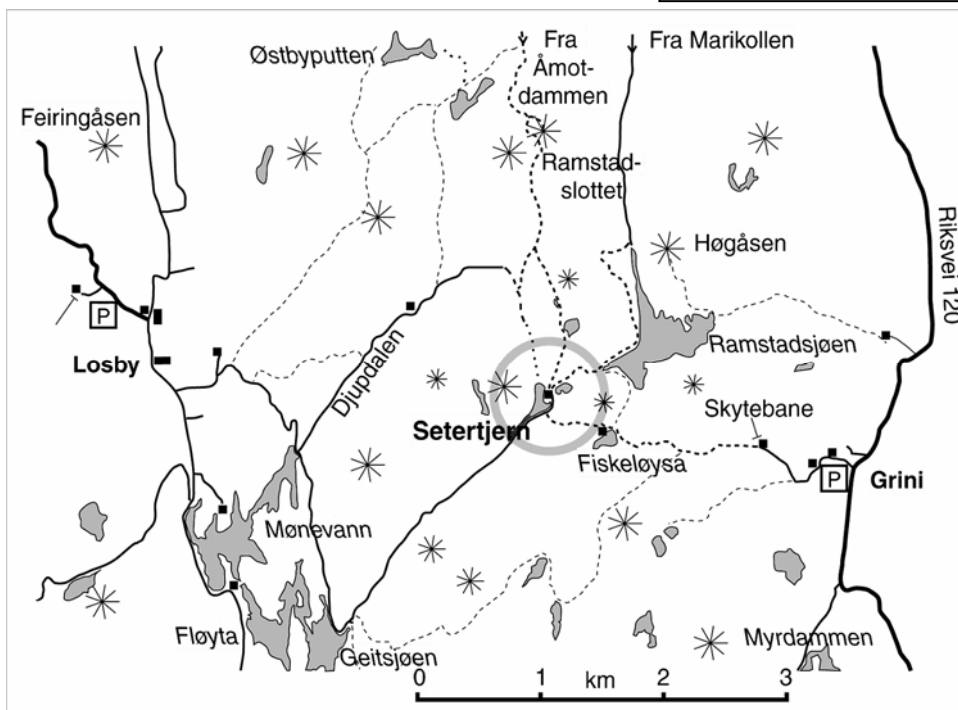 Østbyputten
Fra
Åmot-
dammen
Fra Marikollen
Feiringåsen
Ramstad-
slottet
Høgåsen
Riksvei 120
P
Losby
Djupdalen
Ramstadsjøen
Setertjern
Skytebane
Fiskeløysa
P
Grini
Mønevann
Fløyta
Geitsjøen
Myrdammen
0 1 km 2 3